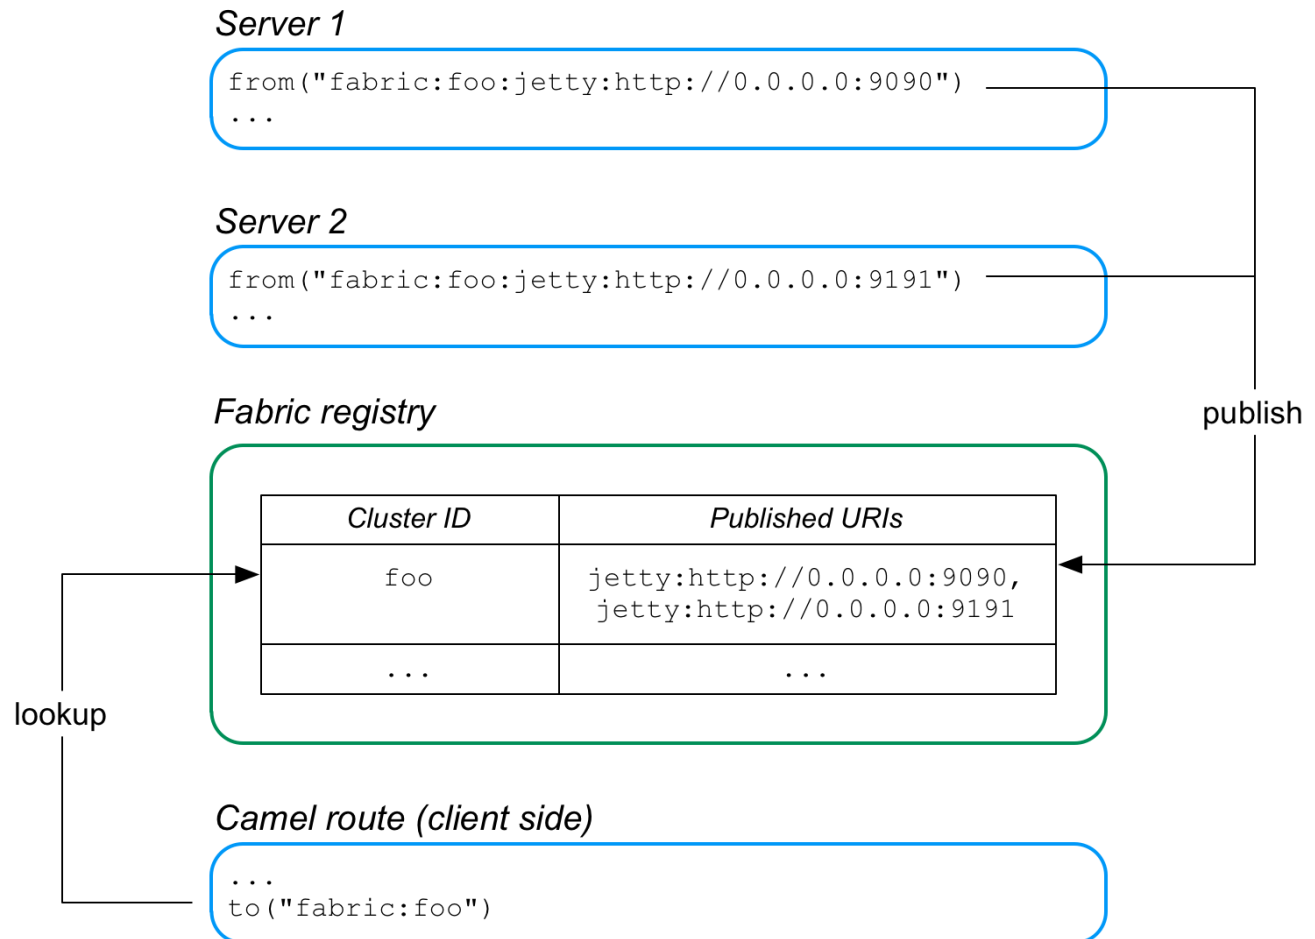 Server 1
from("fabric:foo:jetty:http://0.0.0.0:9090")
...
Server 2
from("fabric:foo:jetty:http://0.0.0.0:9191")
...
Fabric registry
publish
Cluster ID Published URIs
foo jetty:http://0.0.0.0:9090,
jetty:http://0.0.0.0:9191
... ...
lookup
Camel route (client side)
...
to("fabric:foo")